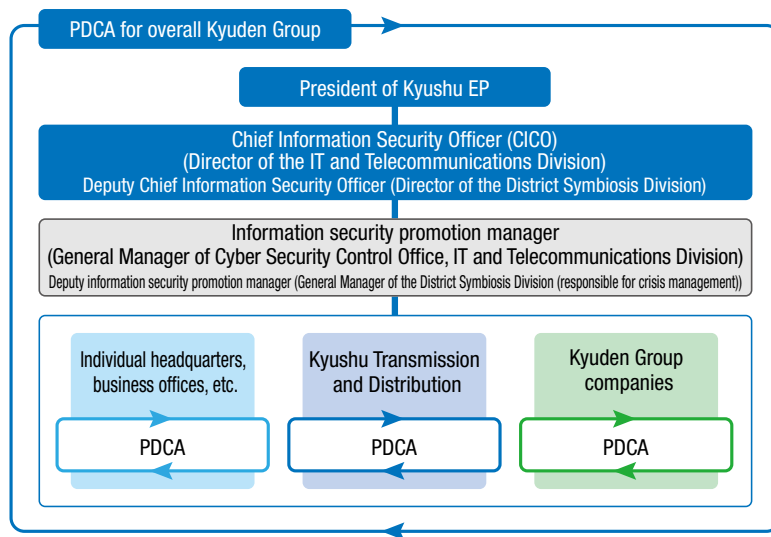 PDCA for overall Kyuden Group
President of Kyushu EP
Chief Information Security Officer (CICO)
(Director of the IT and Telecommunications Division)
Deputy Chief Information Security Officer (Director of the District Symbiosis Division)
Information security promotion manager
(General Manager of Cyber Security Control Office, IT and Telecommunications Division)
Deputy information security promotion manager (General Manager of the District Symbiosis Division (responsible for crisis management))
Individual headquarters,
business offices, etc.
PDCA
Kyushu Transmission
and Distribution
PDCA
Kyuden Group
companies
PDCA